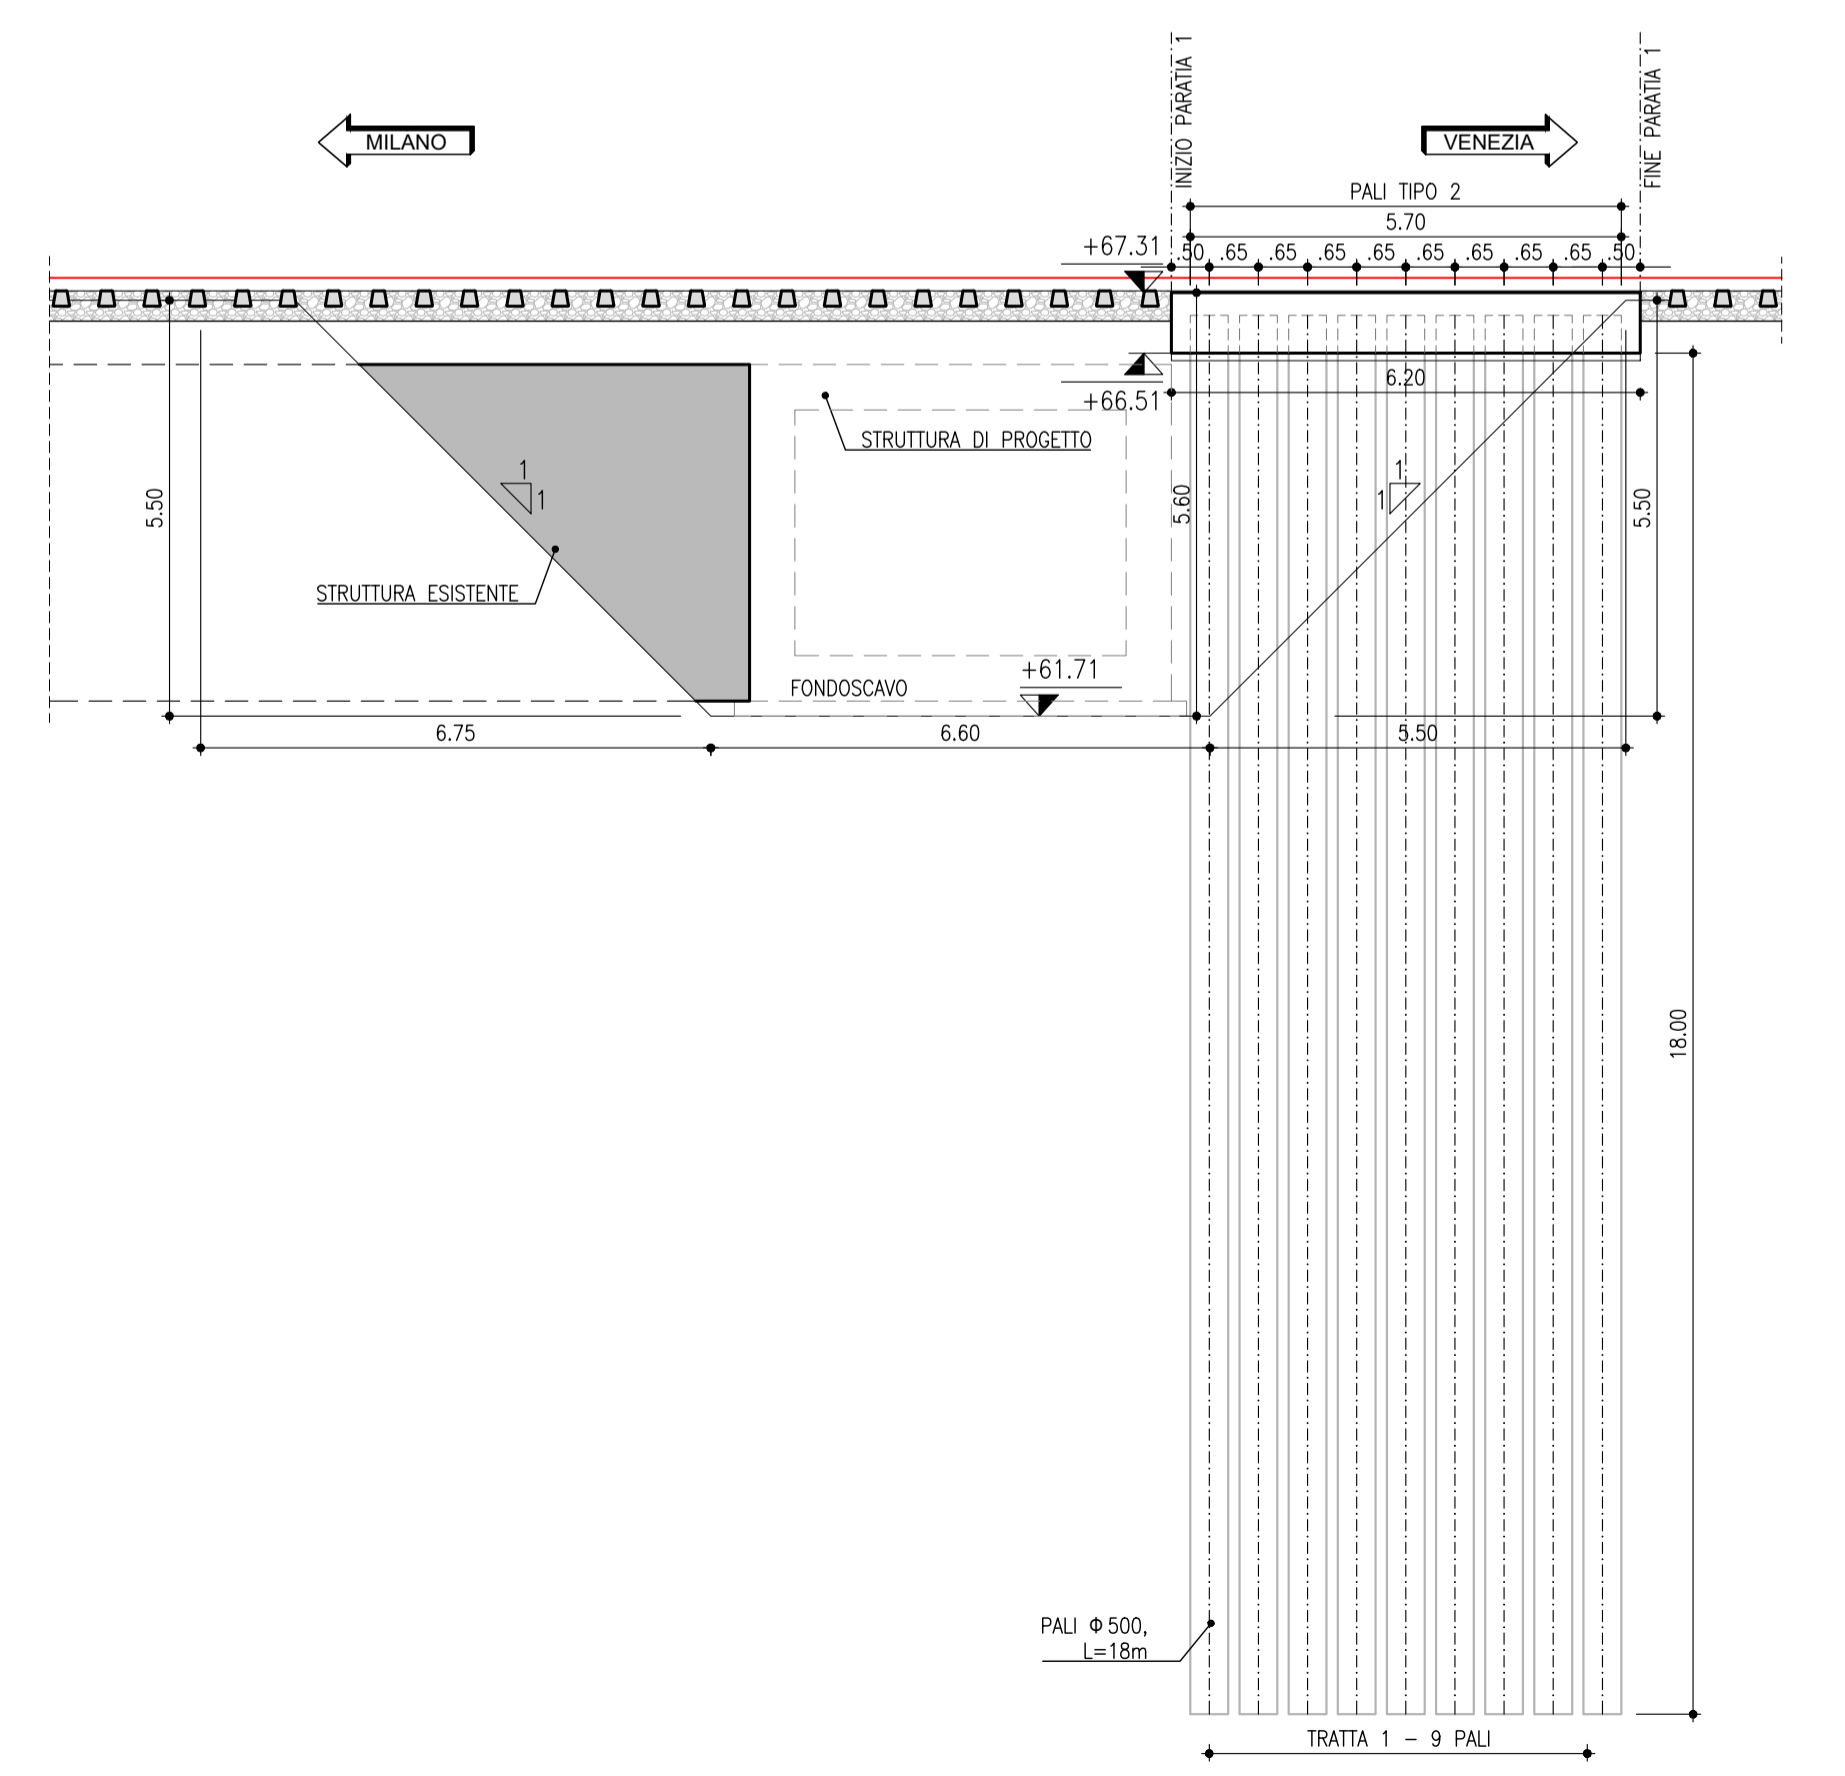 INIZIO PARATIA 1
FINE PARATIA 1
MILANO
VENEZIA
PALI TIPO 2
5.70
+67.31
.50 .65 .65 .65 .65 .65 .65 .65 .65 .50
+66.51
6.20
STRUTTURA DI PROGETTO
1
1
1
1
5.50
5.60
5.50
STRUTTURA ESISTENTE
+61.71
FONDOSCAVO
6.75
6.60
5.50
18.00
PALI Φ500,
L=18m
TRATTA 1 – 9 PALI